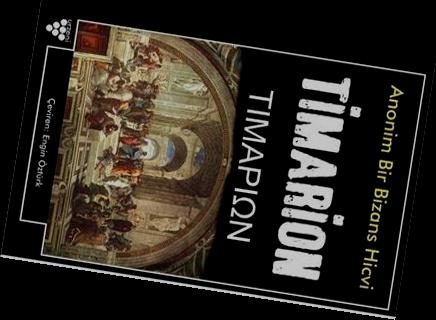 Anonim Bir Bizans Hicvi
TİMARİON
ΤΙΜΑΡΙΩΝ
Çeviren: Engin Öztürk